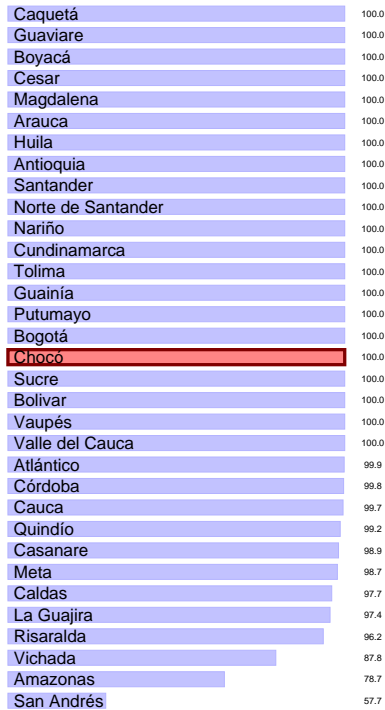 Caquetá 100.0
Guaviare 100.0
Boyacá 100.0
Cesar 100.0
Magdalena 100.0
Arauca 100.0
Huila 100.0
Antioquia 100.0
Santander 100.0
Norte de Santander 100.0
Nariño 100.0
Cundinamarca 100.0
Tolima 100.0
Guainía 100.0
Putumayo 100.0
Bogotá 100.0
Chocó 100.0
Sucre 100.0
Bolivar 100.0
Vaupés 100.0
Valle del Cauca 100.0
Atlántico 99.9
Córdoba 99.8
Cauca 99.7
Quindío 99.2
Casanare 98.9
Meta 98.7
Caldas 97.7
La Guajira 97.4
Risaralda 96.2
Vichada 87.8
Amazonas 78.7
San Andrés 57.7